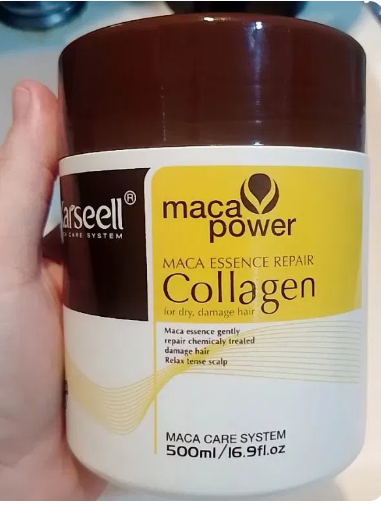 arseell®
CARE SYSTEM
maca
power
MACA ESSENCE REPAIR
Collagen
for dry, damage hair
Maca essence gently
repair chemicaly treated
damage hair
Relax tense scalp
MACA CARE SYSTEM
500ml/16.9fl.oz